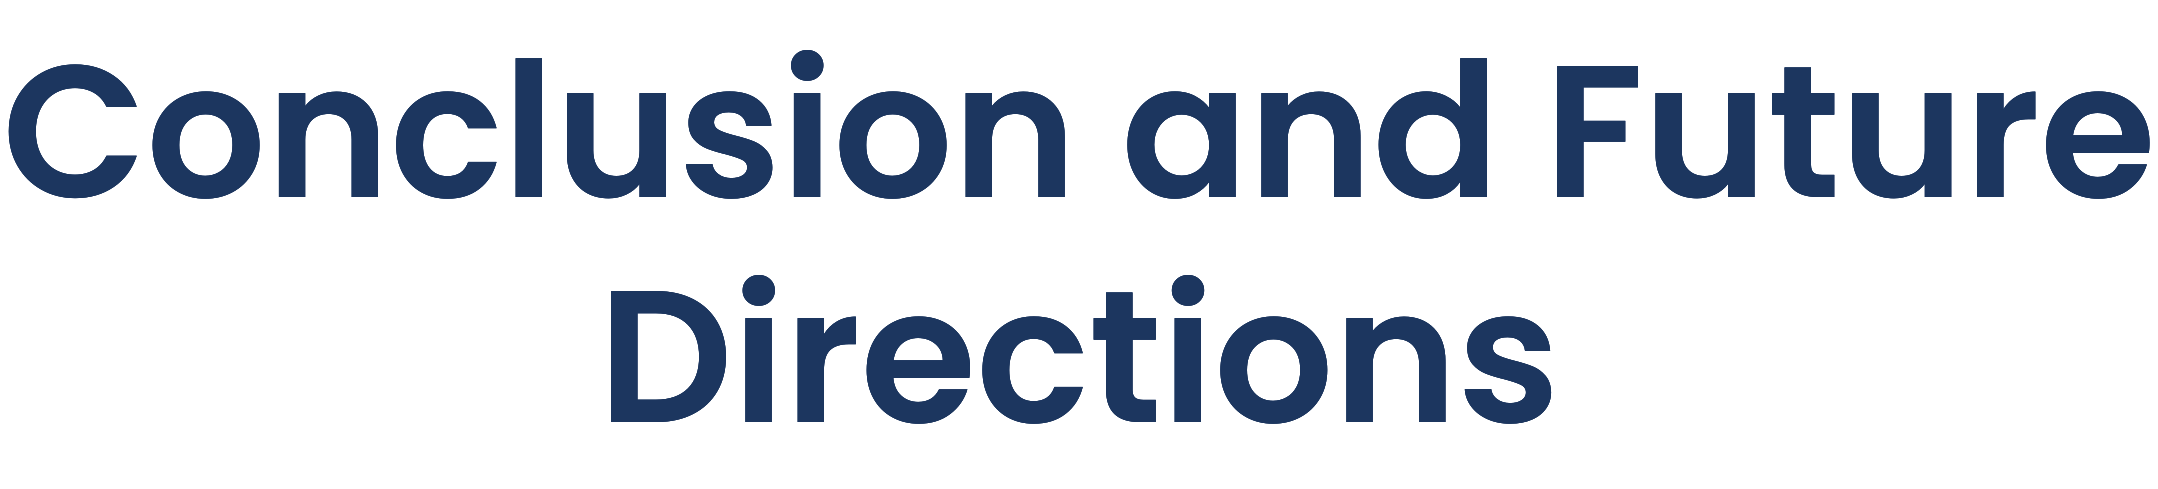 Conclusion and Future
Directions